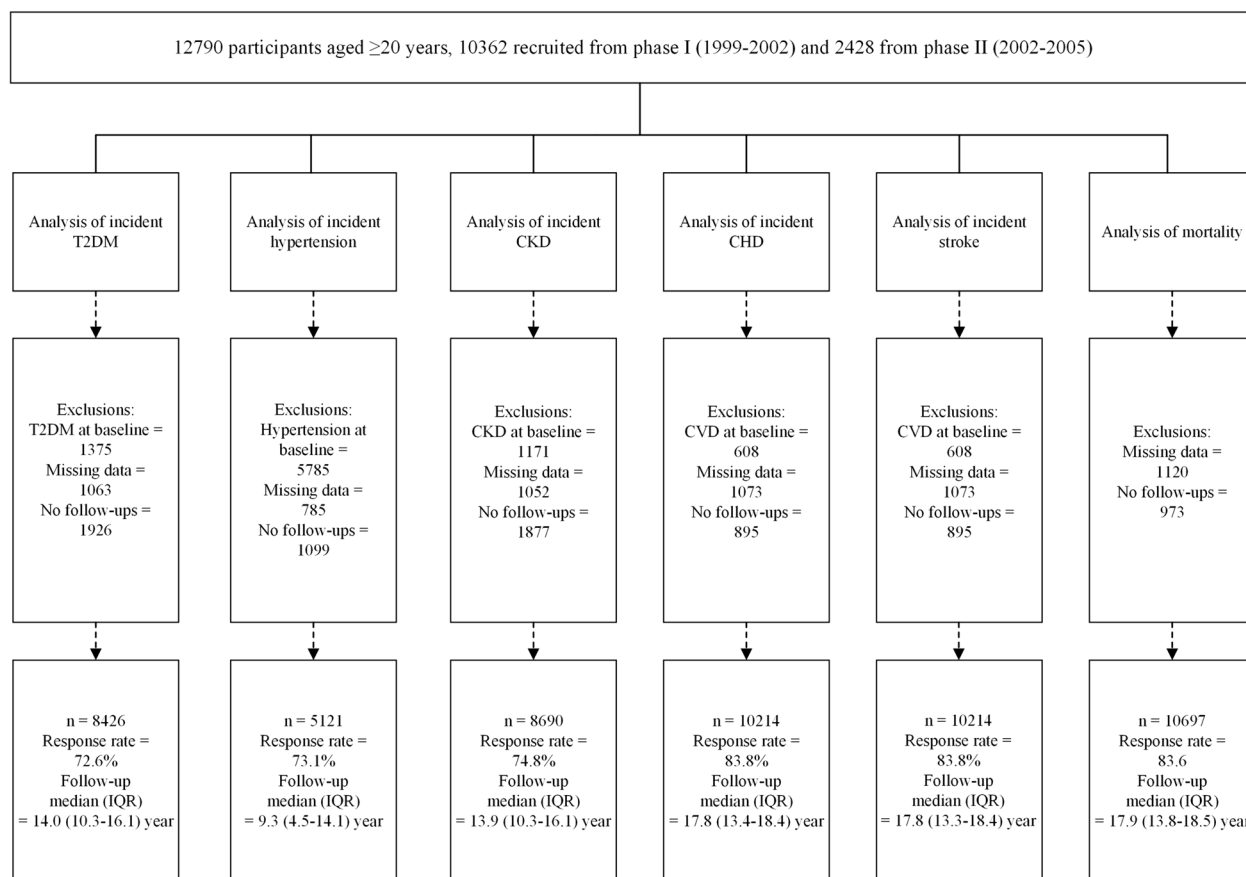 12790 participants aged ≥20 years, 10362 recruited from phase I (1999-2002) and 2428 from phase II (2002-2005)
Analysis of incident
T2DM
Analysis of incident
hypertension
Analysis of incident
CKD
Analysis of incident
CHD
Analysis of incident
stroke
Analysis of mortality
Exclusions:
T2DM at baseline =
1375
Missing data =
1063
No follow-ups =
1926
Exclusions:
Hypertension at
baseline =
5785
Missing data =
785
No follow-ups =
1099
Exclusions:
CKD at baseline =
1171
Missing data =
1052
No follow-ups =
1877
Exclusions:
CVD at baseline =
608
Missing data =
1073
No follow-ups =
895
Exclusions:
CVD at baseline =
608
Missing data =
1073
No follow-ups =
895
Exclusions:
Missing data =
1120
No follow-ups =
973
n = 8426
Response rate =
72.6%
Follow-up
median (IQR)
= 14.0 (10.3-16.1) year
n = 5121
Response rate =
73.1%
Follow-up
median (IQR)
= 9.3 (4.5-14.1) year
n = 8690
Response rate =
74.8%
Follow-up
median (IQR)
= 13.9 (10.3-16.1) year
n = 10214
Response rate =
83.8%
Follow-up
median (IQR)
= 17.8 (13.4-18.4) year
n = 10214
Response rate =
83.8%
Follow-up
median (IQR)
= 17.8 (13.3-18.4) year
n = 10697
Response rate =
83.6
Follow-up
median (IQR)
= 17.9 (13.8-18.5) year